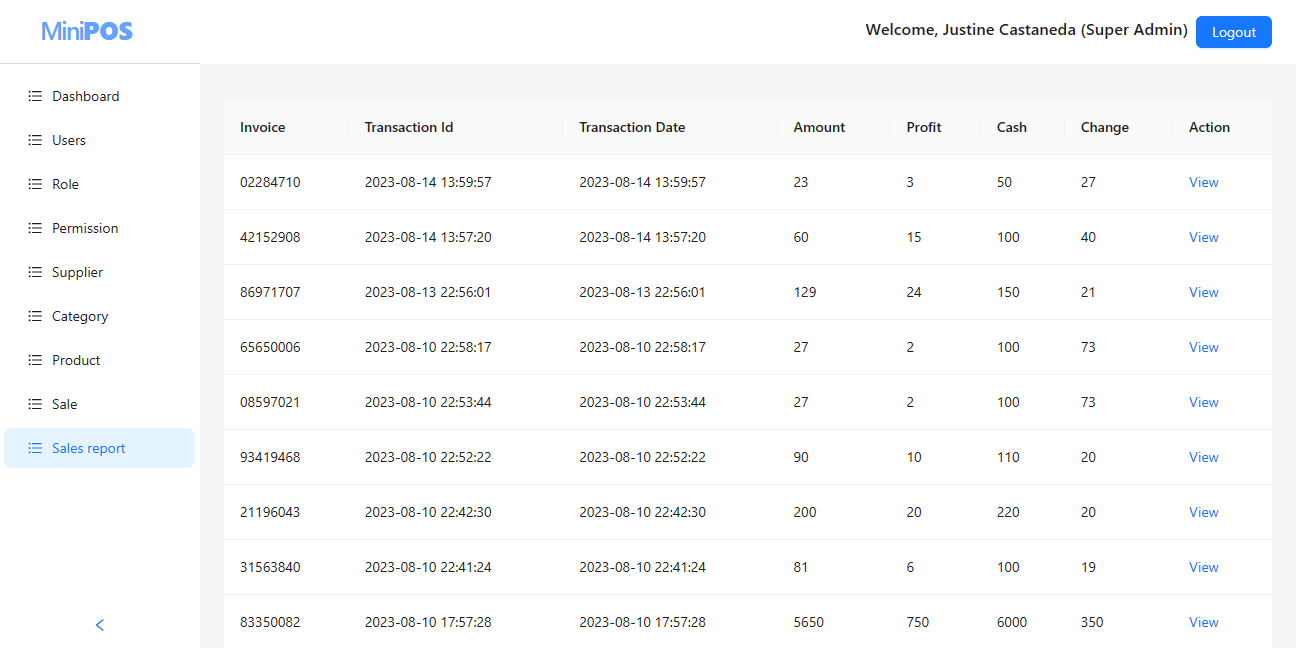 MiniPOS
Welcome, Justine Castaneda (Super Admin) Logout
Dashboard
Users
Role
Permission
Supplier
Category
Product
Sale
Sales report
Invoice Transaction Id Transaction Date Amount Profit Cash Change Action
02284710 2023-08-14 13:59:57 2023-08-14 13:59:57 23 3 50 27 View
42152908 2023-08-14 13:57:20 2023-08-14 13:57:20 60 15 100 40 View
86971707 2023-08-13 22:56:01 2023-08-13 22:56:01 129 24 150 21 View
65650006 2023-08-10 22:58:17 2023-08-10 22:58:17 27 2 100 73 View
08597021 2023-08-10 22:53:44 2023-08-10 22:53:44 27 2 100 73 View
93419468 2023-08-10 22:52:22 2023-08-10 22:52:22 90 10 110 20 View
21196043 2023-08-10 22:42:30 2023-08-10 22:42:30 200 20 220 20 View
31563840 2023-08-10 22:41:24 2023-08-10 22:41:24 81 6 100 19 View
83350082 2023-08-10 17:57:28 2023-08-10 17:57:28 5650 750 6000 350 View